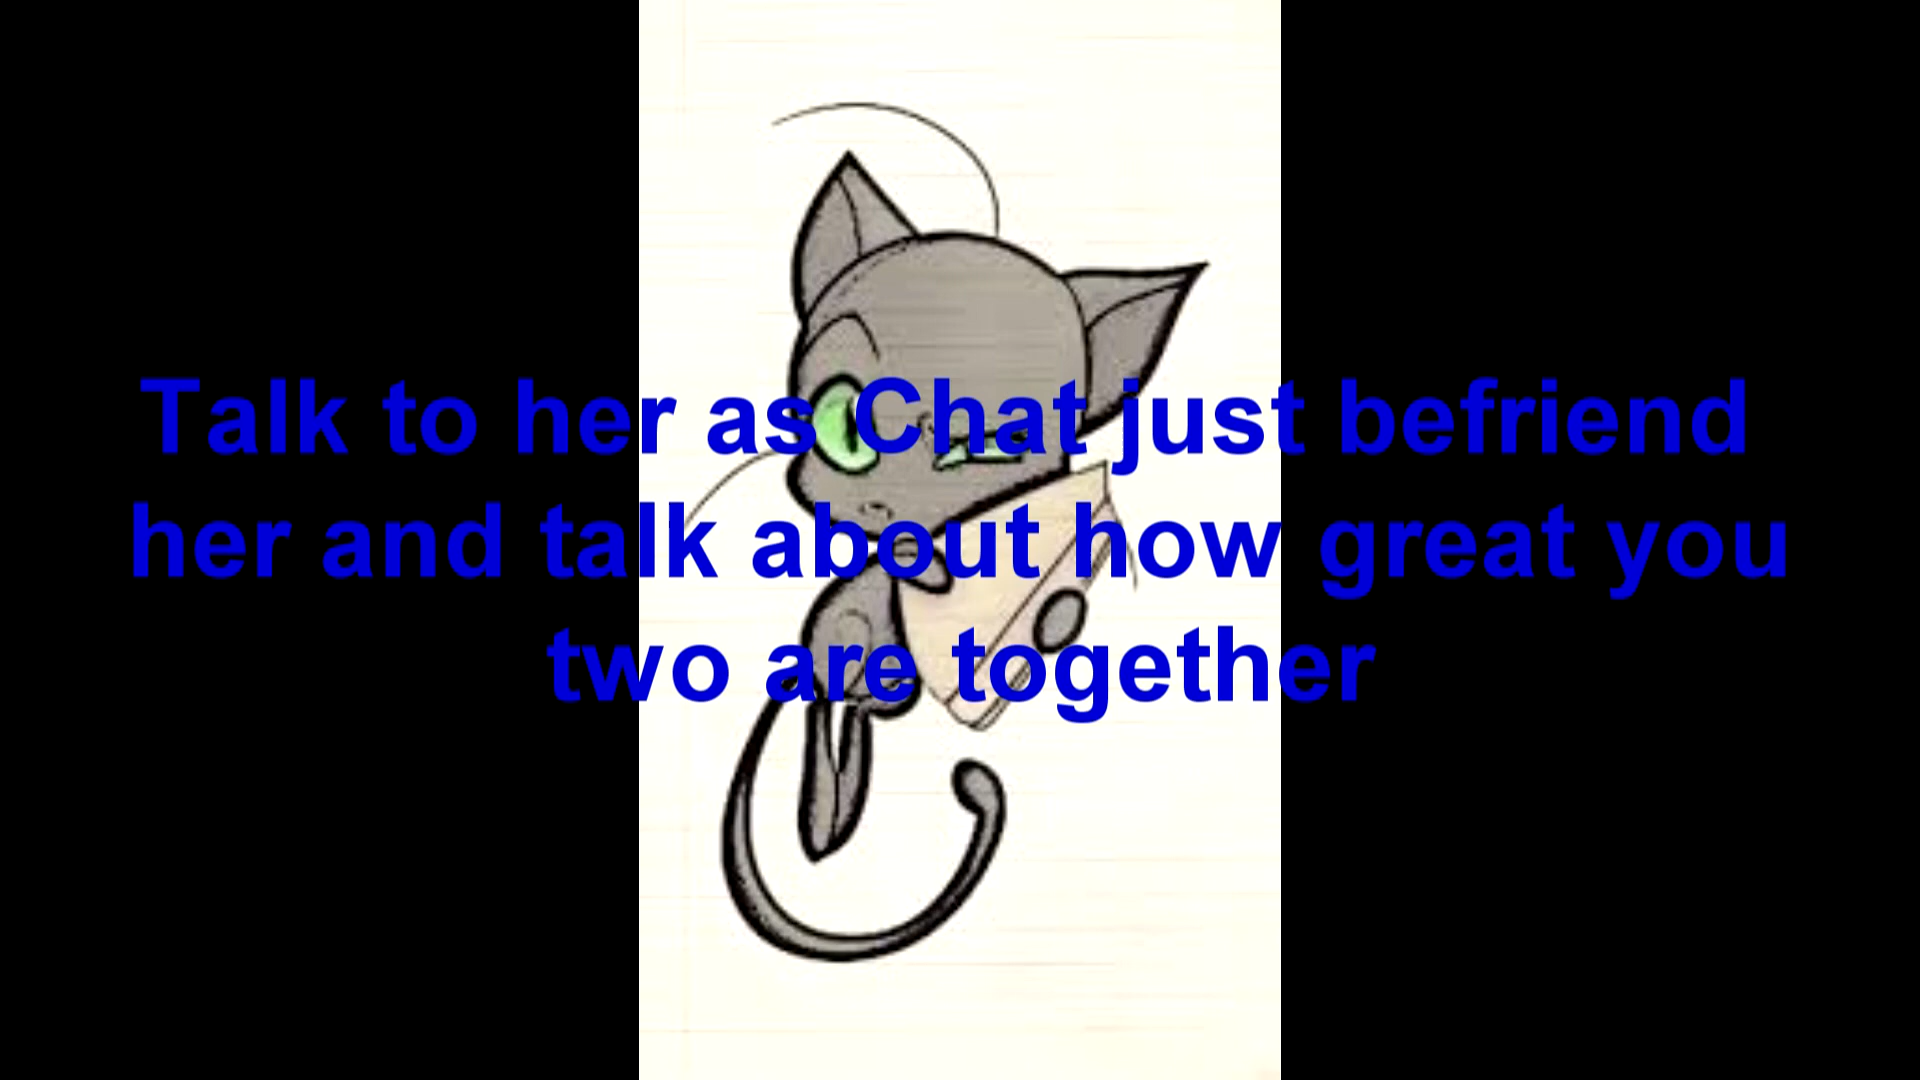 Talk to her as Chat just befriend
her and talk about how great you
two are together